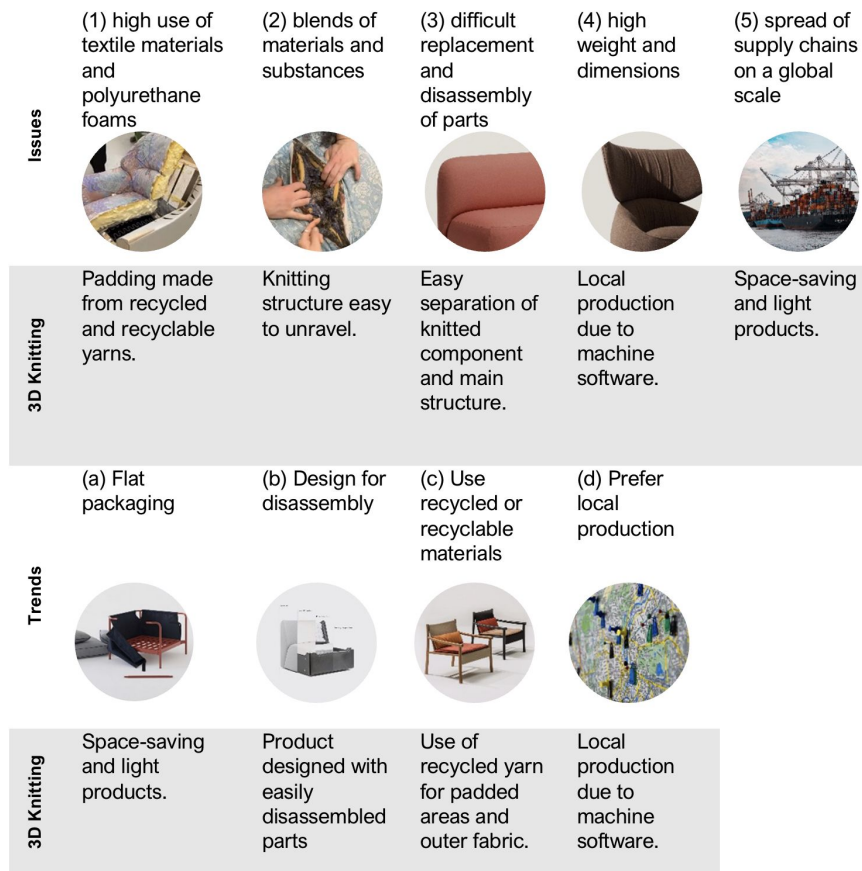 Issues
(1) high use of
textile materials
and
polyurethane
foams
(2) blends of
materials and
substances
(3) difficult
replacement
and
disassembly
of parts
(4) high
weight and
dimensions
(5) spread of
supply chains
on a global
scale
3D Knitting
Padding made
from recycled
and recyclable
yarns.
Knitting
structure easy
to unravel.
Easy
separation of
knitted
component
and main
structure.
Local
production
due to
machine
software.
Space-saving
and light
products.
Trends
(a) Flat
packaging
(b) Design for
disassembly
(c) Use
recycled or
recyclable
materials
(d) Prefer
local
production
3D Knitting
Space-saving
and light
products.
Product
designed with
easily
disassembled
parts
Use of
recycled yarn
for padded
areas and
outer fabric.
Local
production
due to
machine
software.